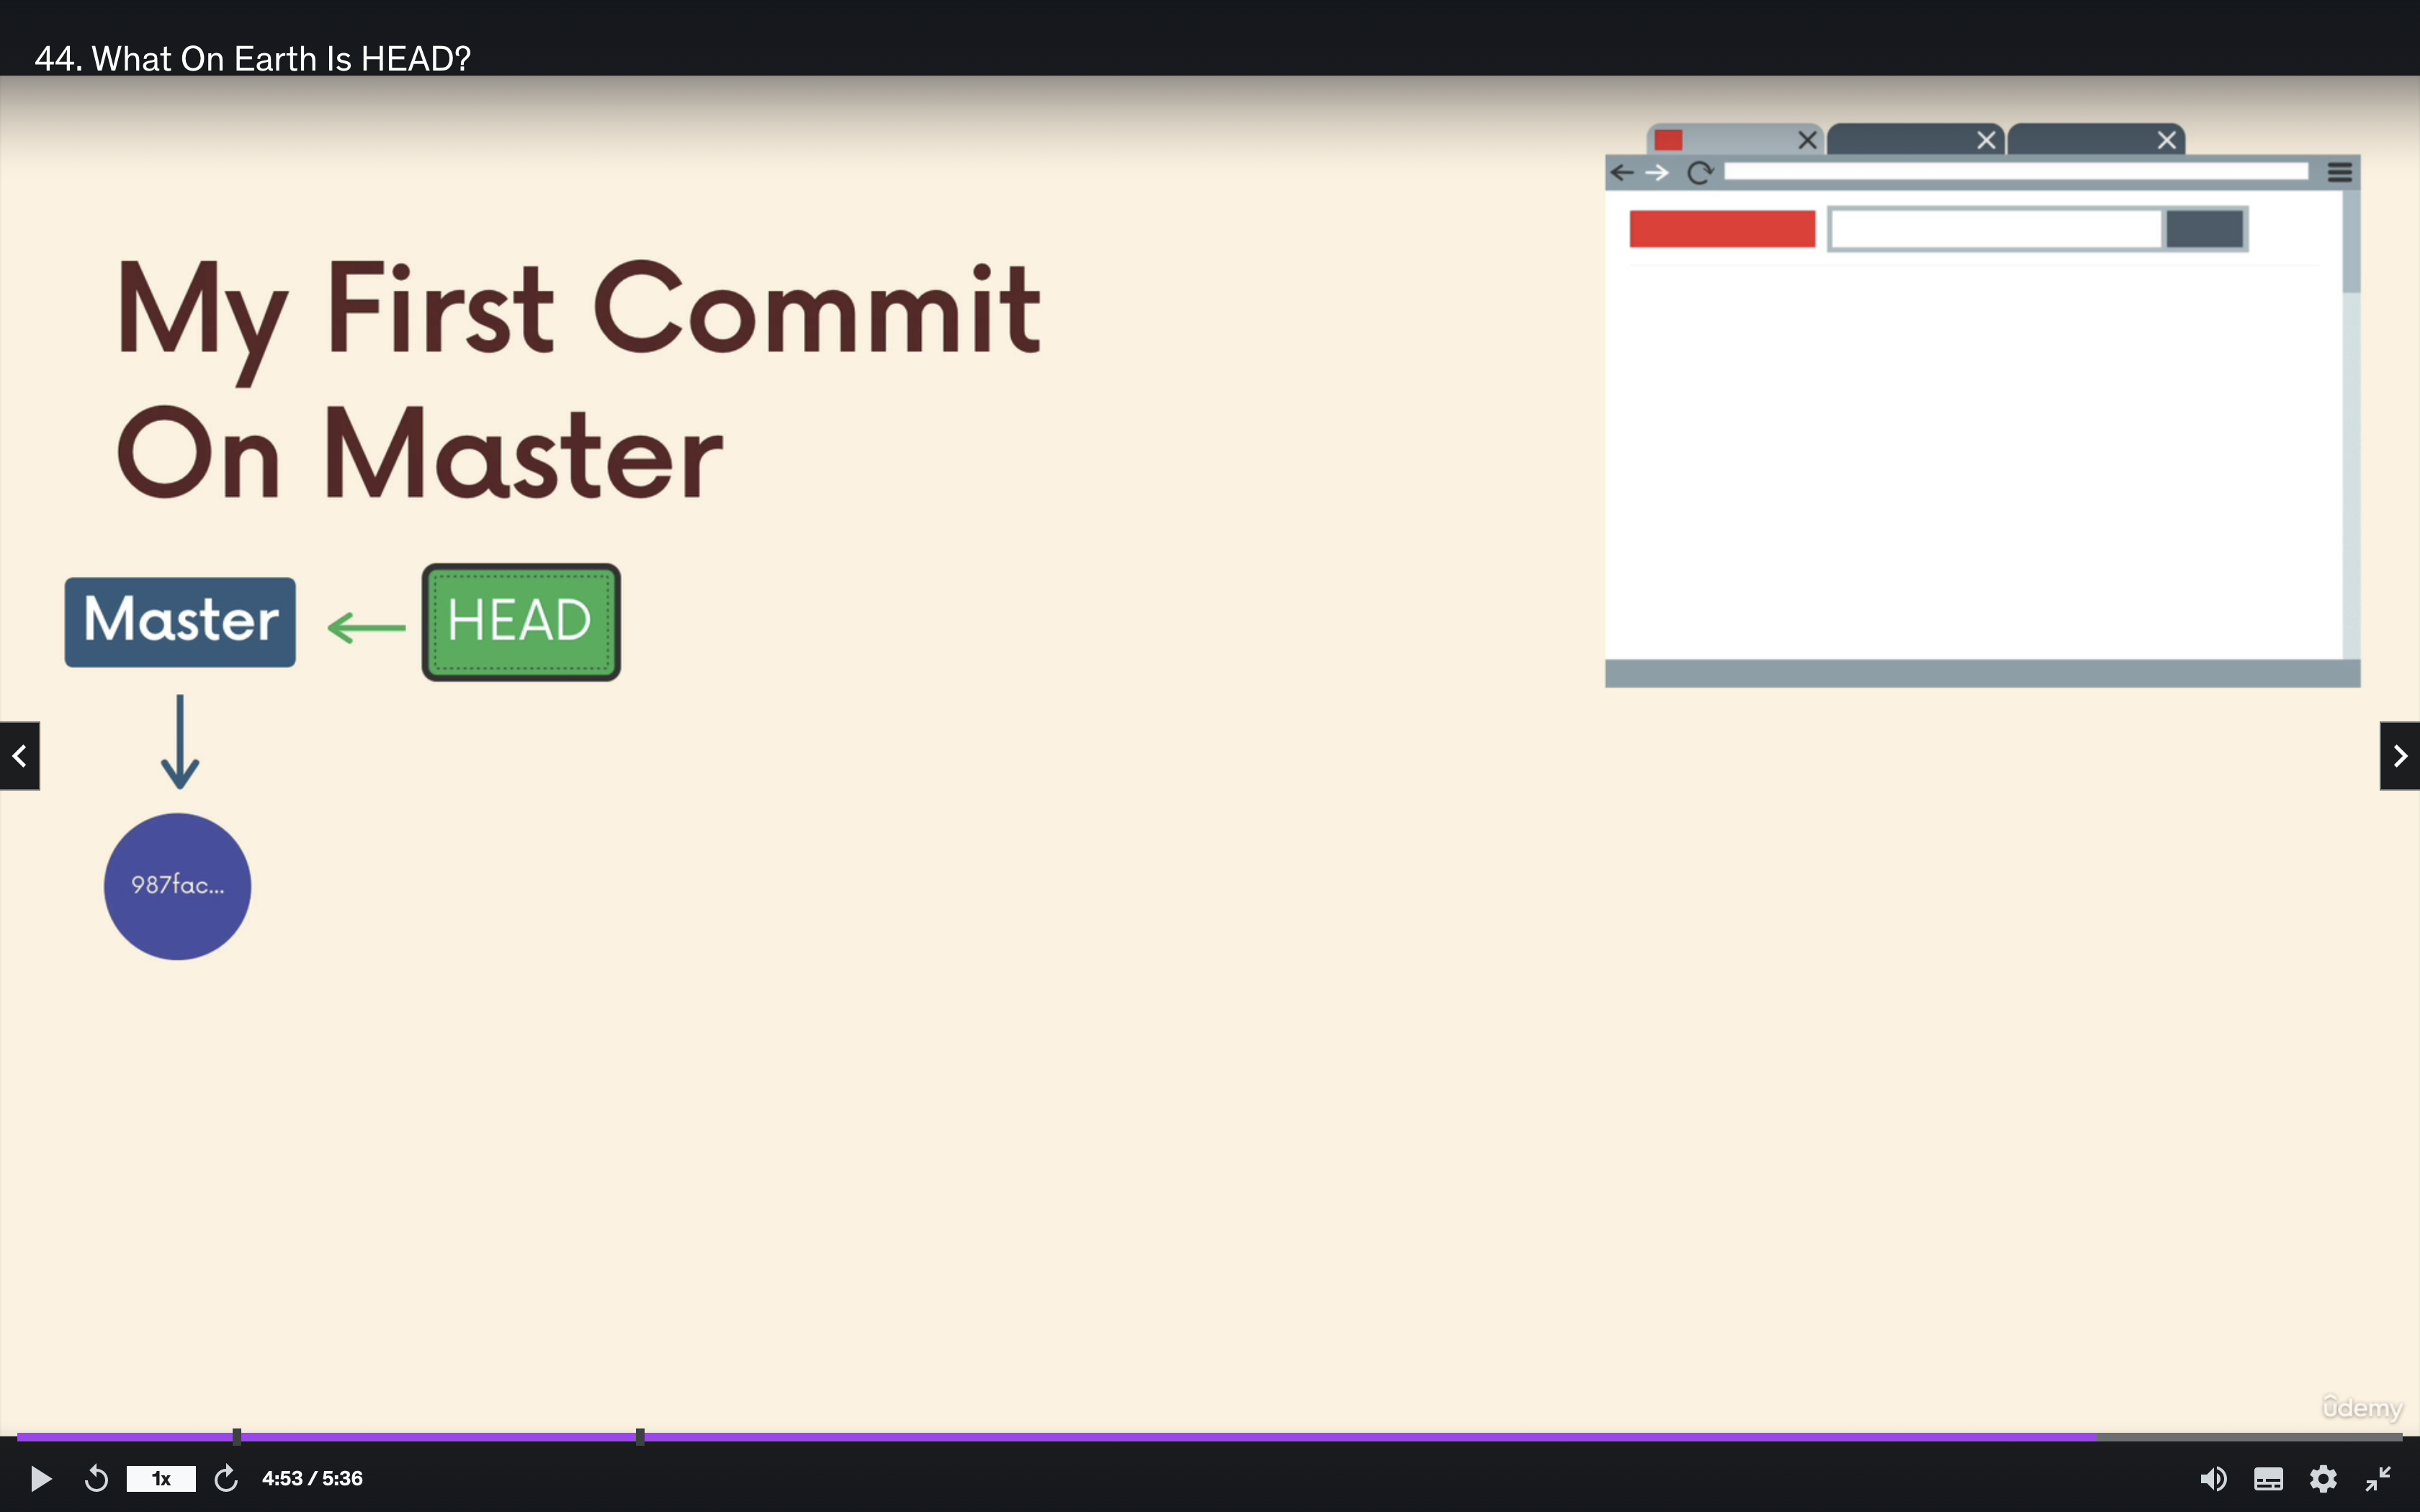 44. What On Earth Is HEAD?
My First Commit
On Master
Master
HEAD
987fac...
ûdemy
1x
4:53 / 5:36